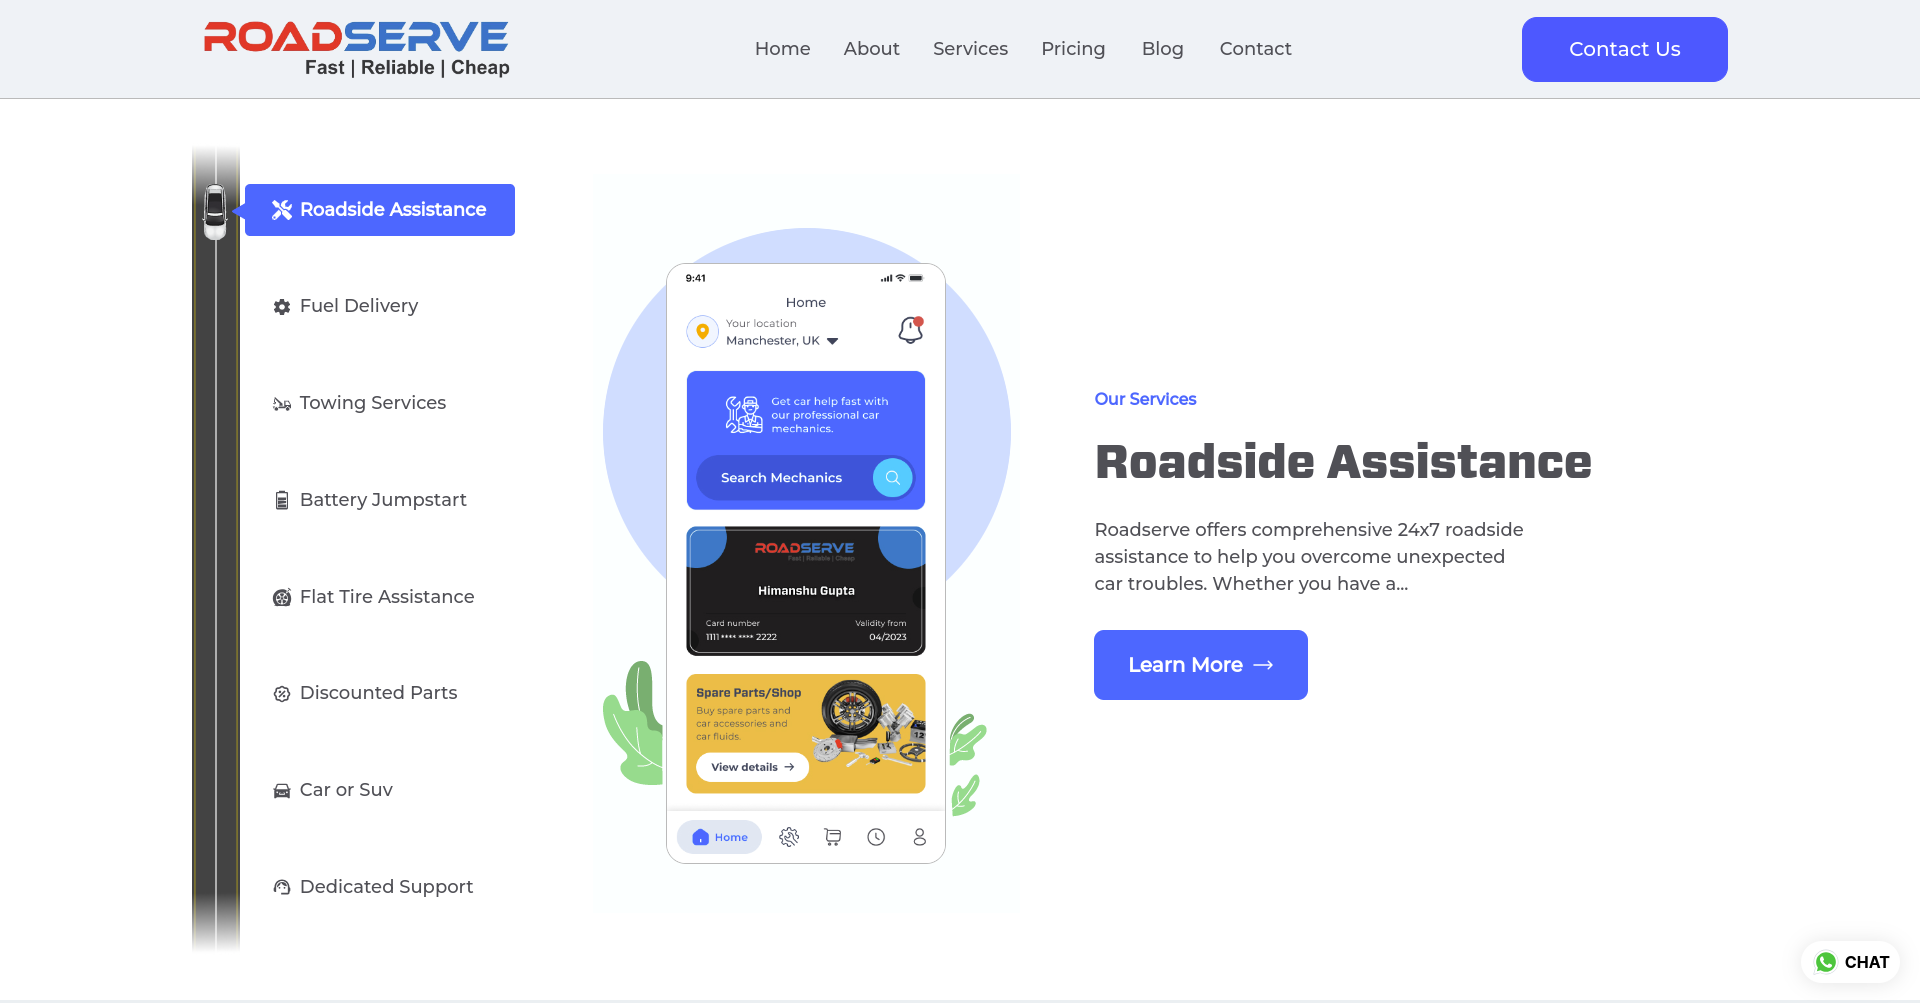 ROADSERVE
Fast | Reliable | Cheap
Home
About
Services
Pricing
Blog
Contact
Contact Us
Roadside Assistance
Fuel Delivery
Towing Services
Battery Jumpstart
Flat Tire Assistance
Discounted Parts
Car or Suv
Dedicated Support
9:41
Home
Your location
Manchester, UK
Get car help fast with
our professional car
mechanics.
Search Mechanics
ROADSERVE
Fast | Reliable | Cheap
Himanshu Gupta
Card number
Validity from
1111 **** **** 2222
04/2023
Spare Parts/Shop
Buy spare parts and
car accessories and
car fluids.
View details
Home
Our Services
Roadside Assistance
Roadserve offers comprehensive 24x7 roadside
assistance to help you overcome unexpected
car troubles. Whether you have a...
Learn More
CHAT